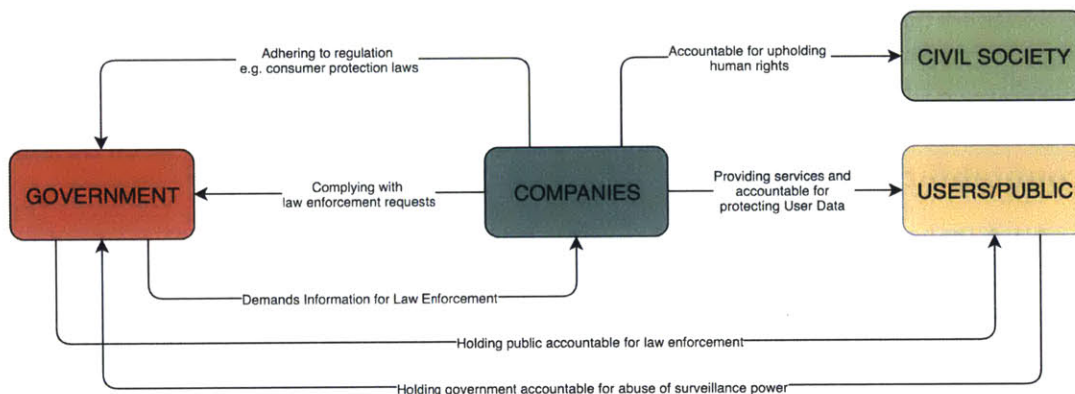 Adhering to regulation
e.g. consumer protection laws
Accountable for upholding
human rights
CIVIL SOCIETY
GOVERNMENT
Complying with
law enforcement requests
COMPANIES
Providing services and
accountable for
protecting User Data
USERS/PUBLIC
Demands Information for Law Enforcement
Holding public accountable for law enforcement
Holding government accountable for abuse of surveillance power